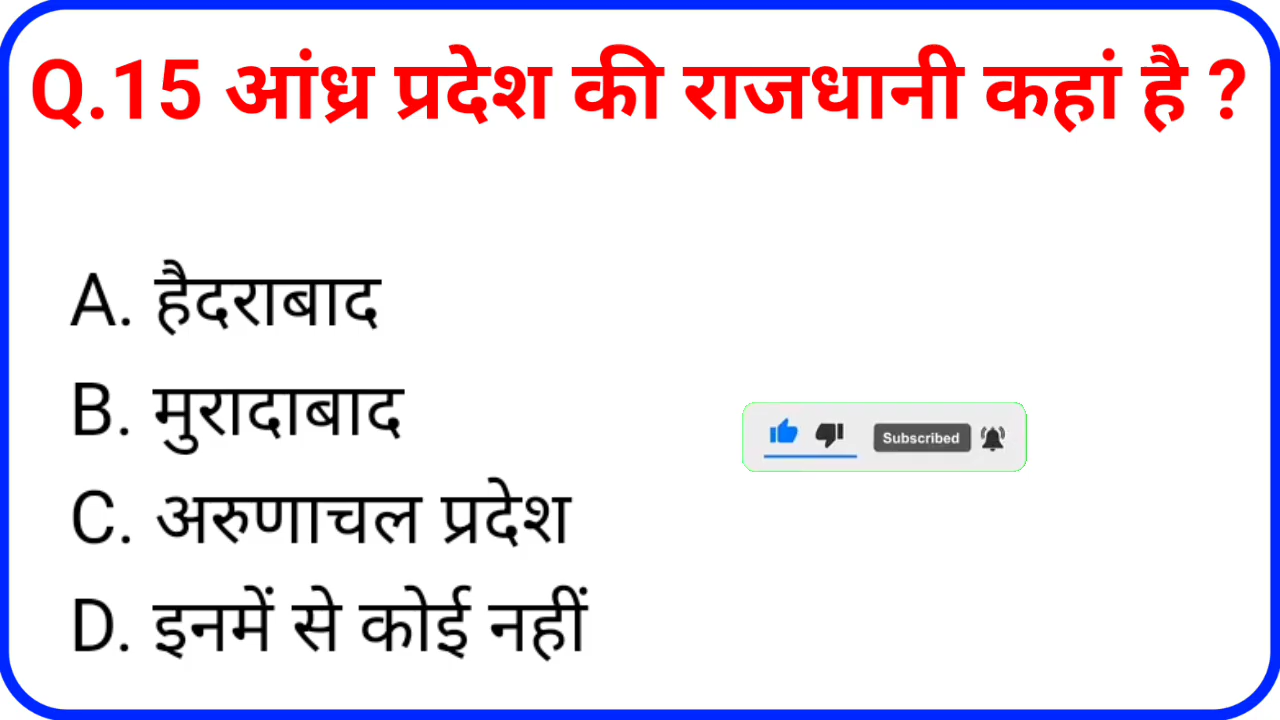 Q.15 आंध्र प्रदेश की राजधानी कहां है ?
A. हैदराबाद
B. मुरादाबाद
Subscribed
C. अरुणाचल प्रदेश
D. इनमें से कोई नहीं